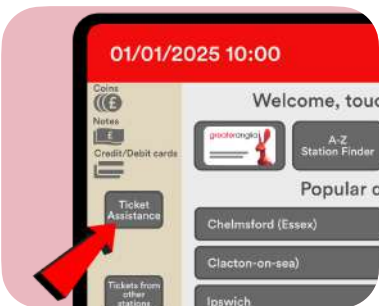 01/01/2025 10:00
Coins
£
Notes
£
Credit/Debit cards
Welcome, touc
greateranglia
A-Z
Station Finder
Popular d
Ticket
Assistance
Chelmsford (Essex)
Clacton-on-sea)
Tickets from
other
stations
Ipswich